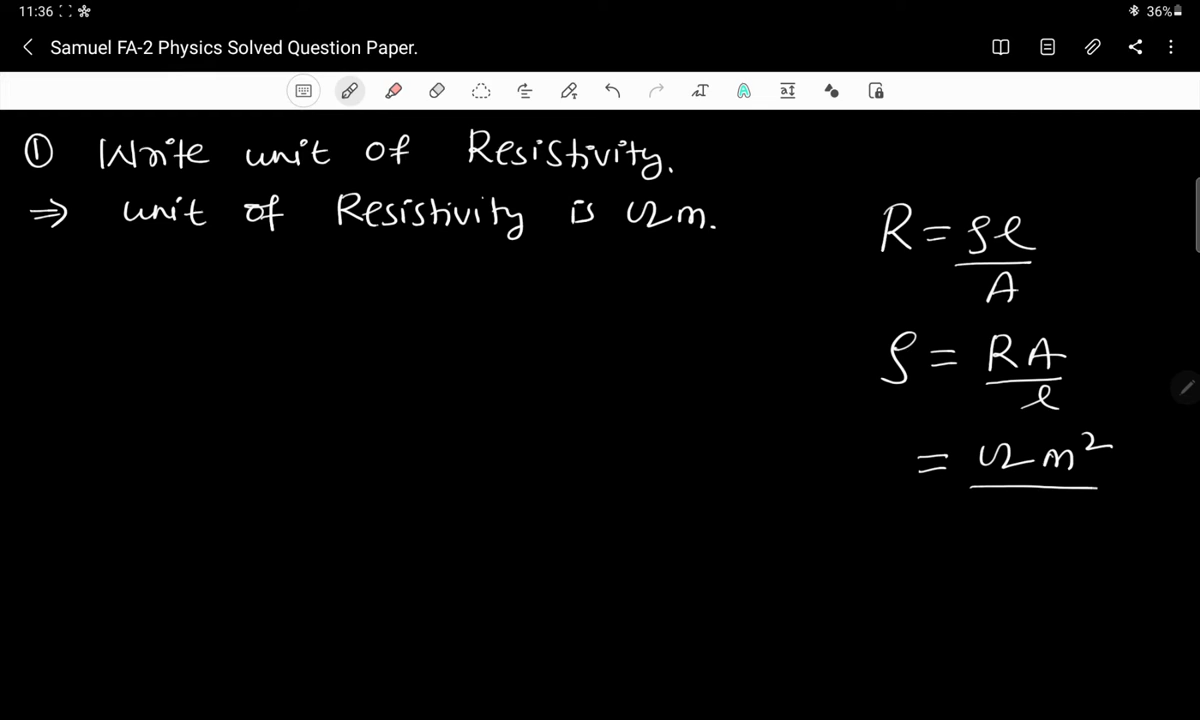 11:36 36%
Samuel FA-2 Physics Solved Question Paper.
① Write unit of Resistivity.
⇒ unit of Resistivity is Ωm.
R = ρl
A
ρ = RA
l
= Ωm²